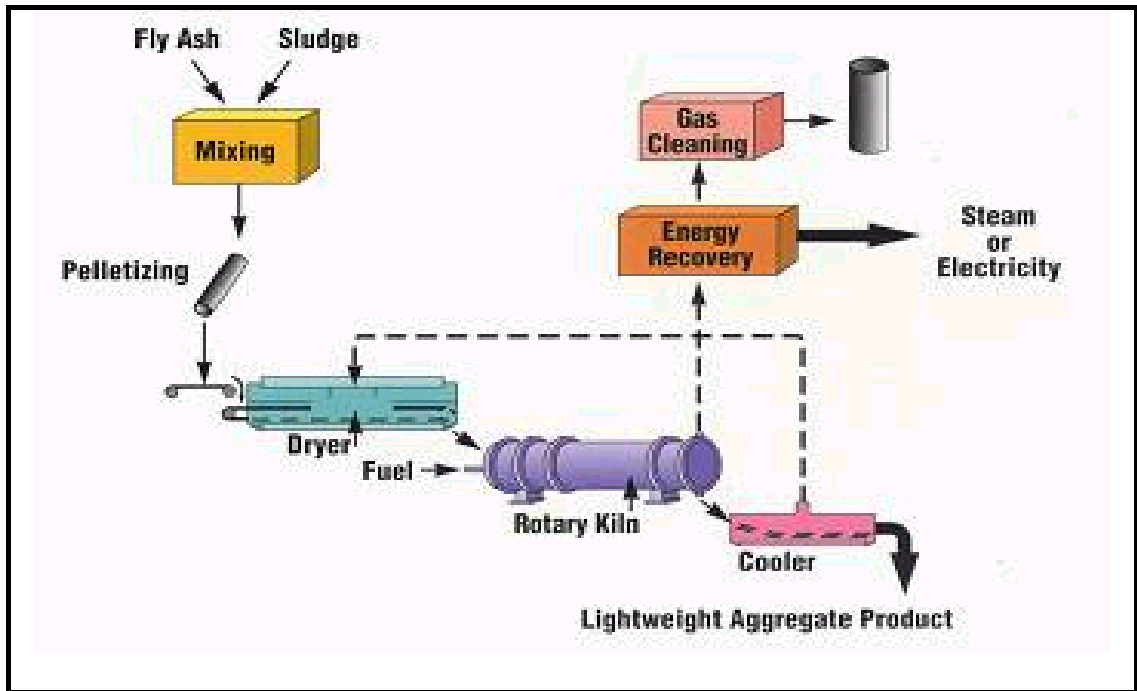 Fly Ash
Sludge
Mixing
Gas
Cleaning
Energy
Recovery
Steam
or
Electricity
Pelletizing
Dryer
Fuel
Rotary Kiln
Cooler
Lightweight Aggregate Product